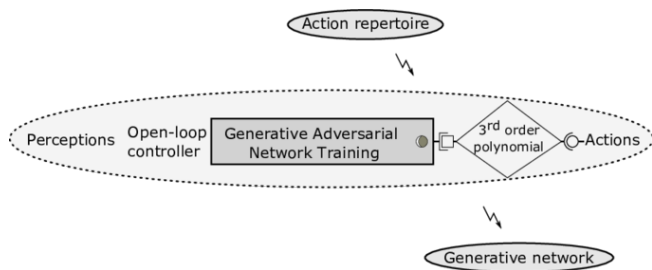 Action repertoire
Perceptions
Open-loop
controller
Generative Adversarial
Network Training
3rd order
polynomial
Actions
Generative network